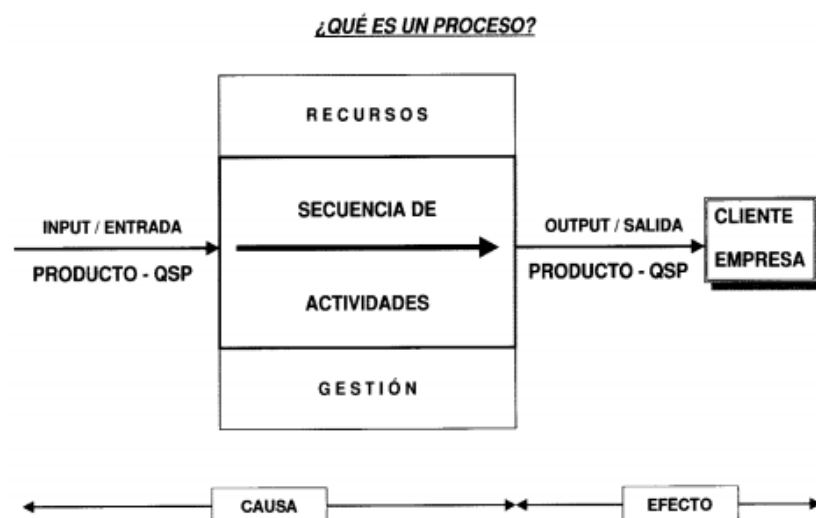 ¿QUÉ ES UN PROCESO?
RECURSOS
INPUT / ENTRADA
PRODUCTO - QSP
SECUENCIA DE
ACTIVIDADES
OUTPUT / SALIDA
PRODUCTO - QSP
CLIENTE
EMPRESA
GESTIÓN
CAUSA
EFECTO